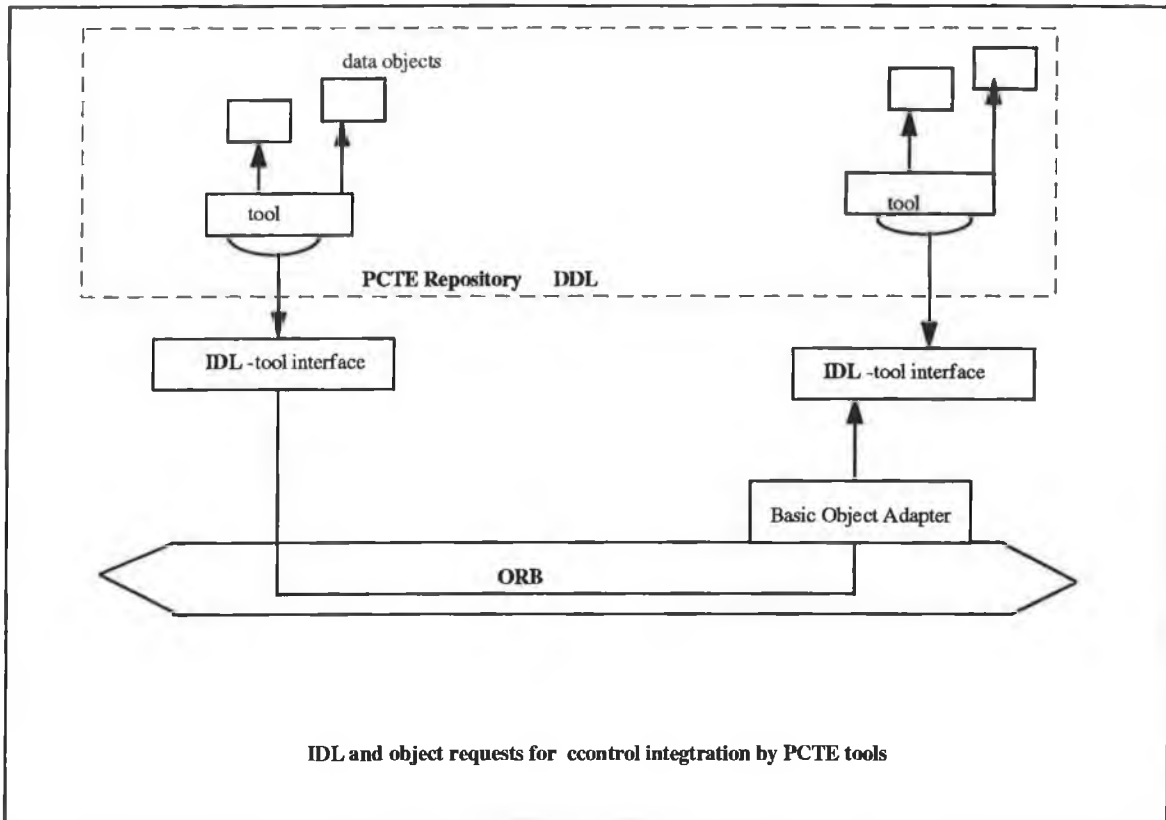 data objects
tool
tool
PCTE Repository DDL
IDL -tool interface
IDL -tool interface
Basic Object Adapter
ORB
IDL and object requests for ccontrol integtration by PCTE tools